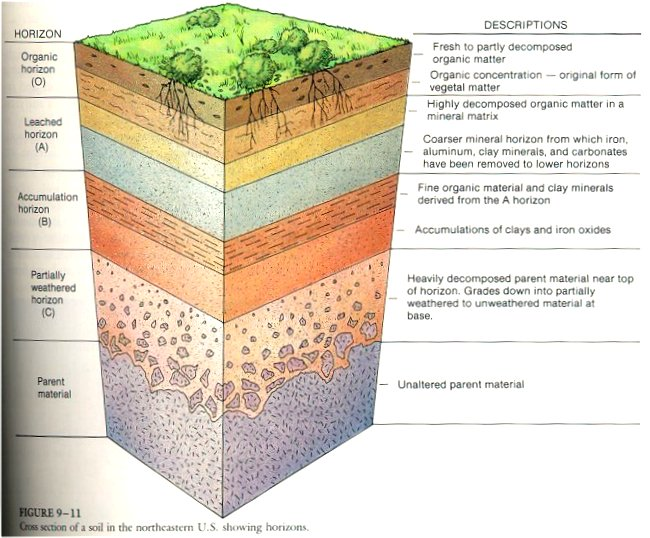 HORIZON
DESCRIPTIONS
Organic
horizon
(O)
Fresh to partly decomposed
organic matter
Organic concentration — original form of
vegetal matter
Leached
horizon
(A)
Highly decomposed organic matter in a
mineral matrix
Coarser mineral horizon from which iron,
aluminum, clay minerals, and carbonates
have been removed to lower horizons
Accumulation
horizon
(B)
Fine organic material and clay minerals
derived from the A horizon
Accumulations of clays and iron oxides
Partially
weathered
horizon
(C)
Heavily decomposed parent material near top
of horizon. Grades down into partially
weathered to unweathered material at
base.
Parent
material
Unaltered parent material
FIGURE 9–11
Cross section of a soil in the northeastern U.S. showing horizons.